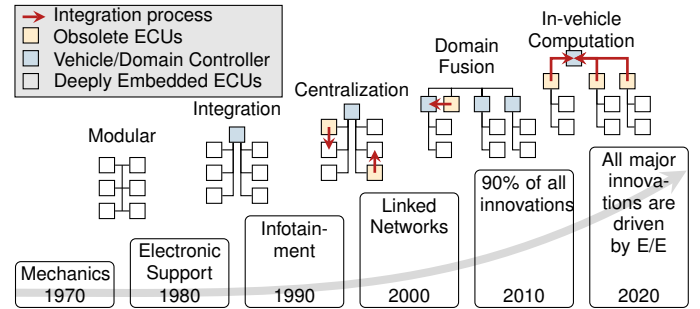 Integration process
Obsolete ECUs
Vehicle/Domain Controller
Deeply Embedded ECUs
Modular
Integration
Centralization
Domain
Fusion
In-vehicle
Computation
Mechanics
1970
Electronic
Support
1980
Infotain-
ment
1990
Linked
Networks
2000
90% of all
innovations
2010
All major
innova-
tions are
driven
by E/E
2020